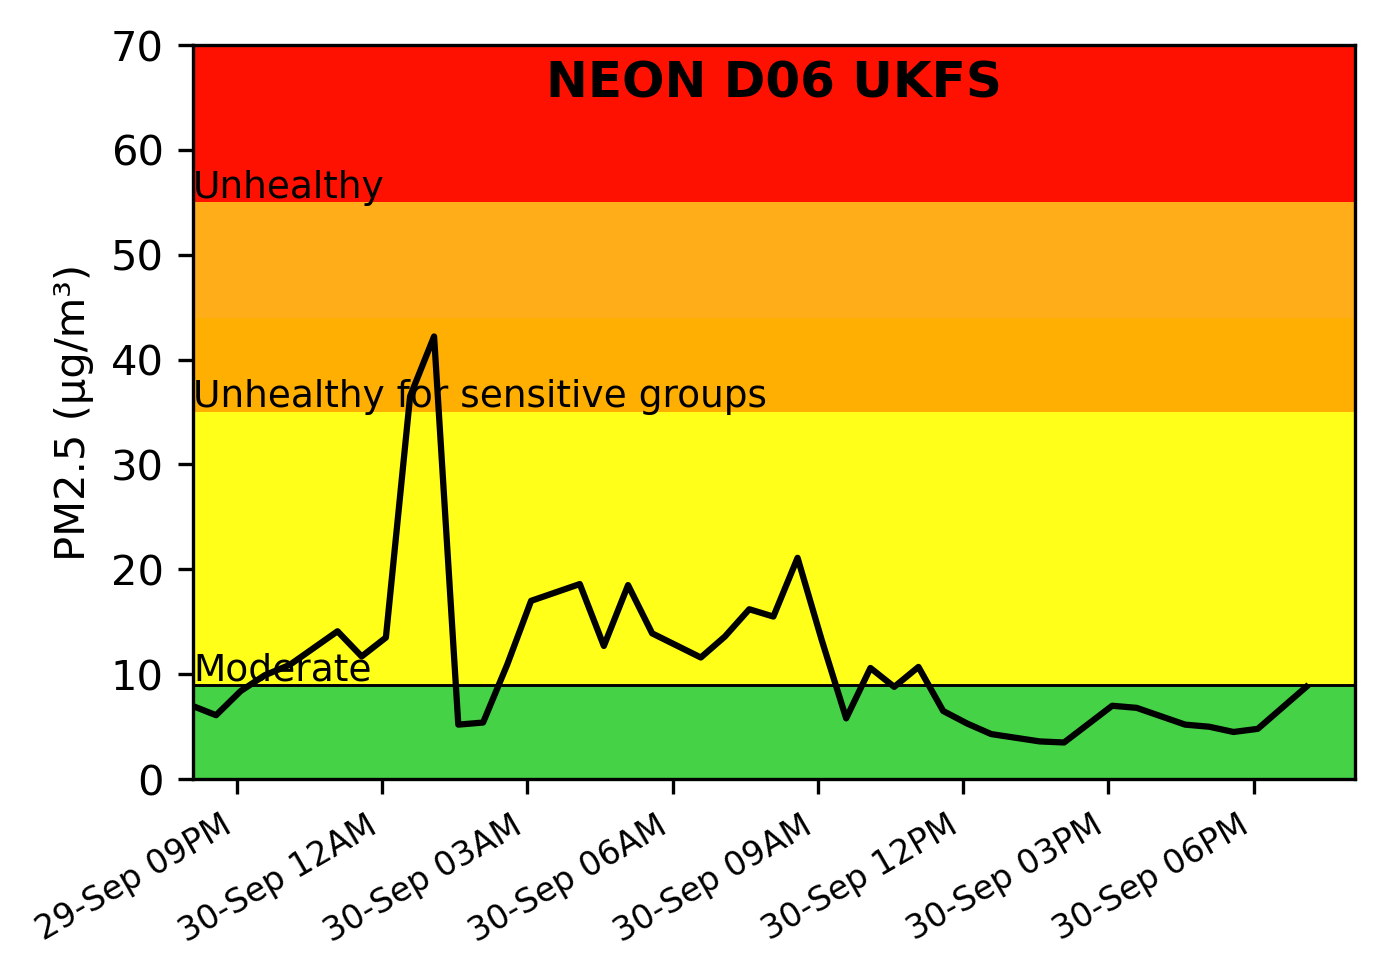 NEON D06 UKFS
PM2.5 (µg/m³)
70
60
50
40
30
20
10
0
Unhealthy
Unhealthy for sensitive groups
Moderate
29-Sep 09PM
30-Sep 12AM
30-Sep 03AM
30-Sep 06AM
30-Sep 09AM
30-Sep 12PM
30-Sep 03PM
30-Sep 06PM